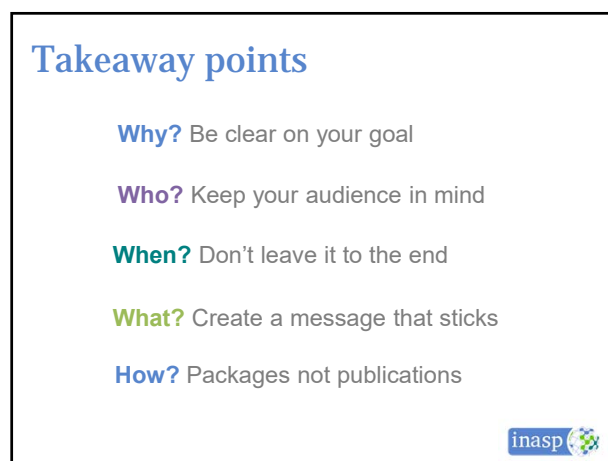 Takeaway points
Why? Be clear on your goal
Who? Keep your audience in mind
When? Don’t leave it to the end
What? Create a message that sticks
How? Packages not publications
inasp